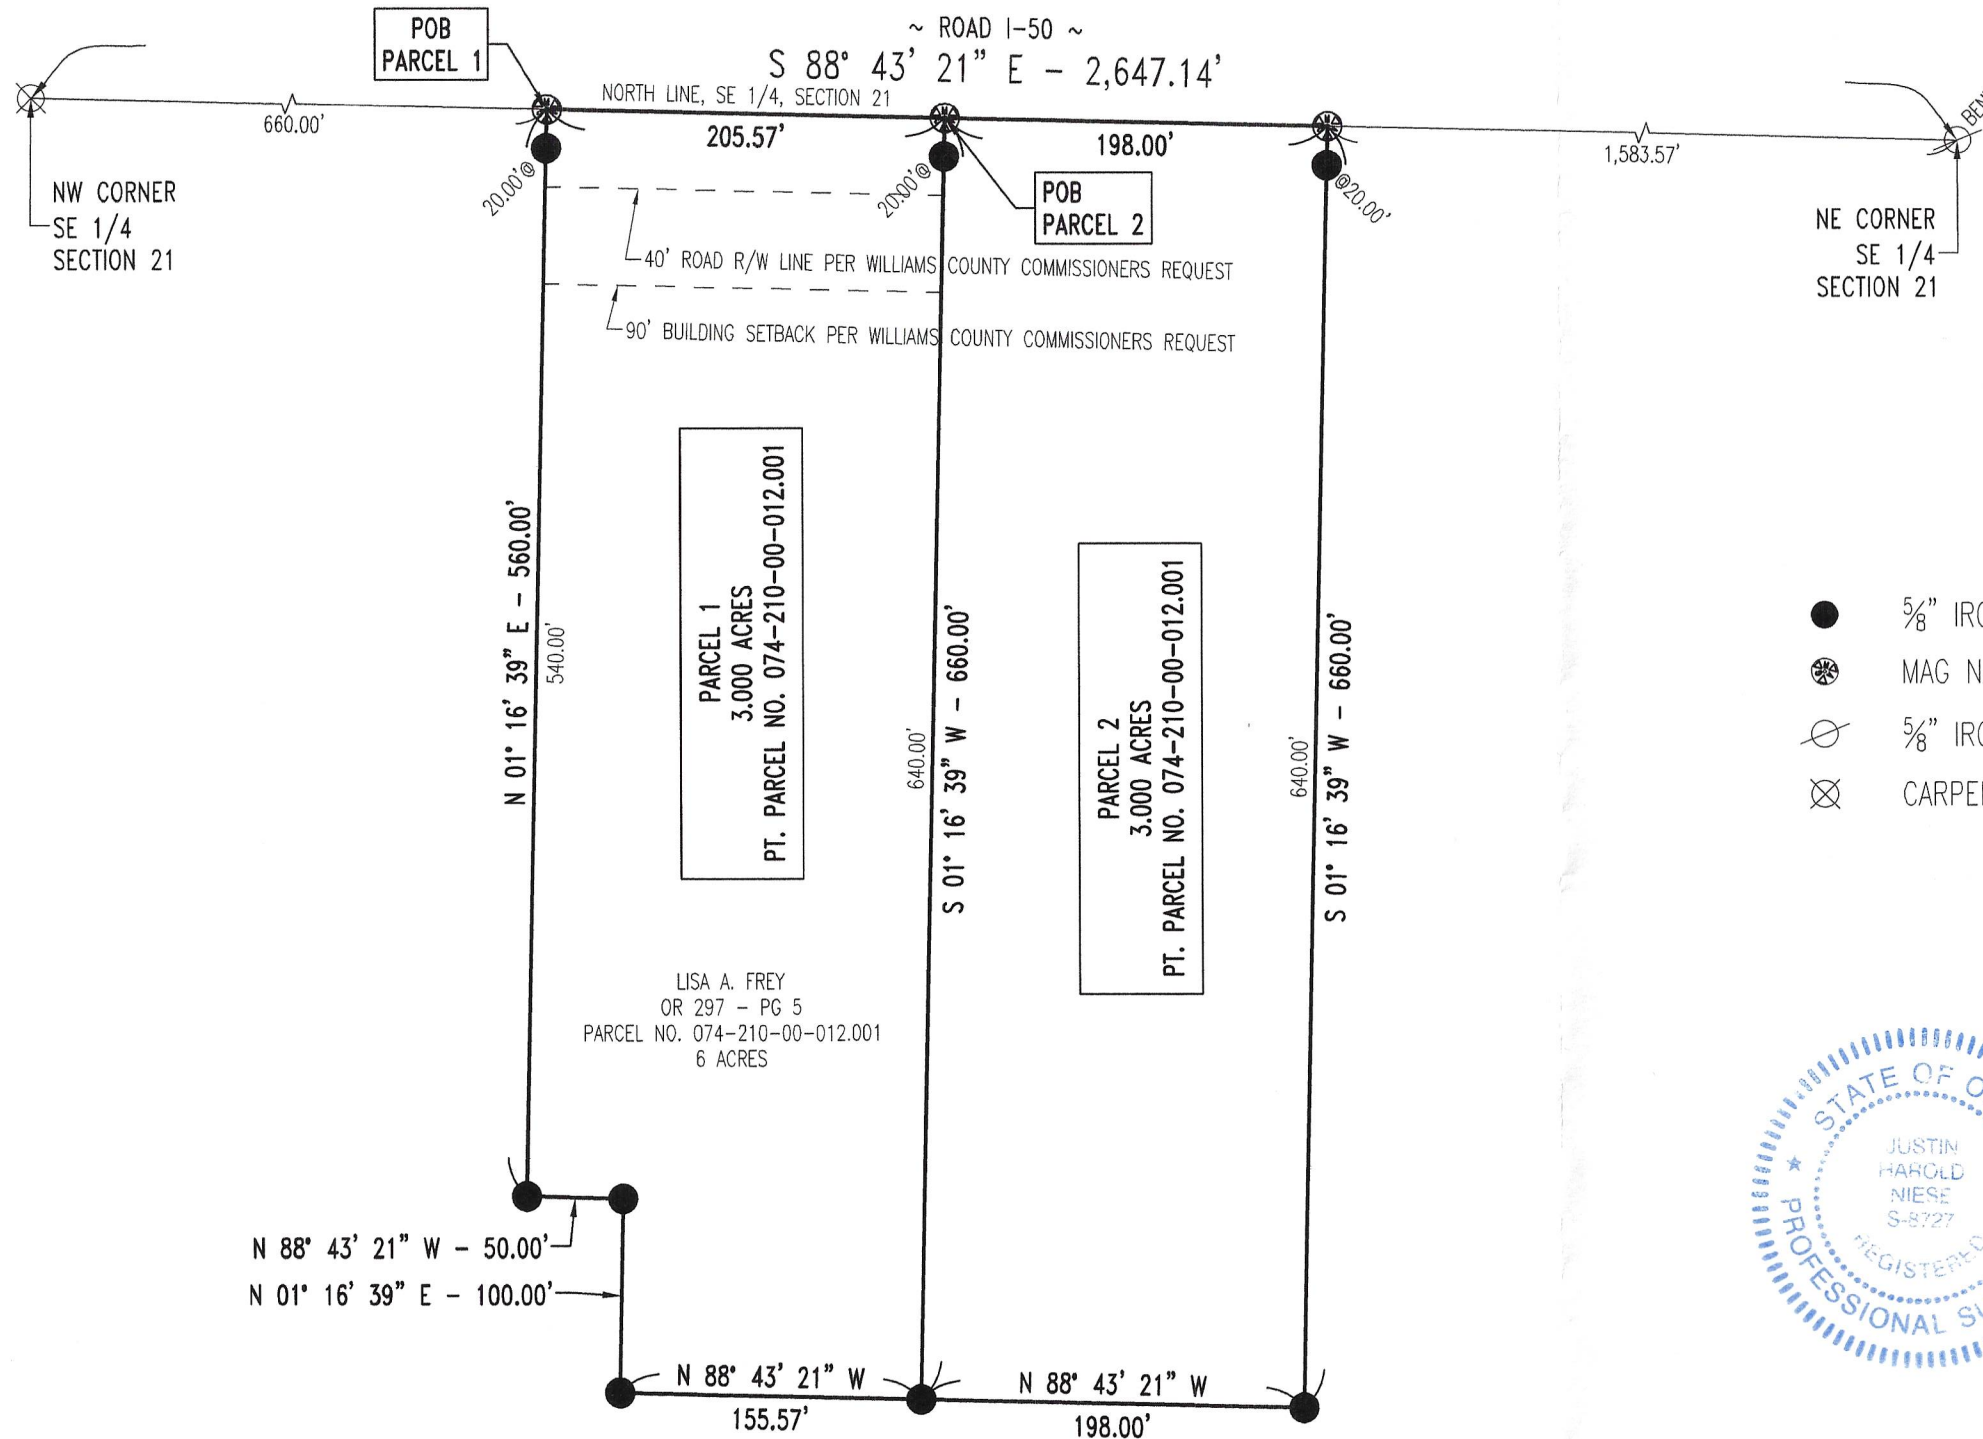 POB
PARCEL 1
~ ROAD I-50 ~
S 88° 43' 21" E - 2,647.14'
NORTH LINE, SE 1/4, SECTION 21
660.00'
205.57'
198.00'
1,583.57'
NW CORNER
SE 1/4
SECTION 21
20.00'@
20.00'@
@20.00'
POB
PARCEL 2
NE CORNER
SE 1/4
SECTION 21
40' ROAD R/W LINE PER WILLIAMS COUNTY COMMISSIONERS REQUEST
90' BUILDING SETBACK PER WILLIAMS COUNTY COMMISSIONERS REQUEST
N 01° 16' 39" E - 560.00'
540.00'
PARCEL 1
3.000 ACRES
PT. PARCEL NO. 074-210-00-012.001
640.00'
S 01° 16' 39" W - 660.00'
PARCEL 2
3.000 ACRES
PT. PARCEL NO. 074-210-00-012.001
640.00'
S 01° 16' 39" W - 660.00'
5/8" IRO
MAG N
5/8" IRO
CARPE
LISA A. FREY
OR 297 - PG 5
PARCEL NO. 074-210-00-012.001
6 ACRES
N 88° 43' 21" W - 50.00'
N 01° 16' 39" E - 100.00'
N 88° 43' 21" W
155.57'
N 88° 43' 21" W
198.00'
STATE OF O
JUSTIN
HAROLD
NIESE
S-8727
REGISTERED
PROFESSIONAL SU